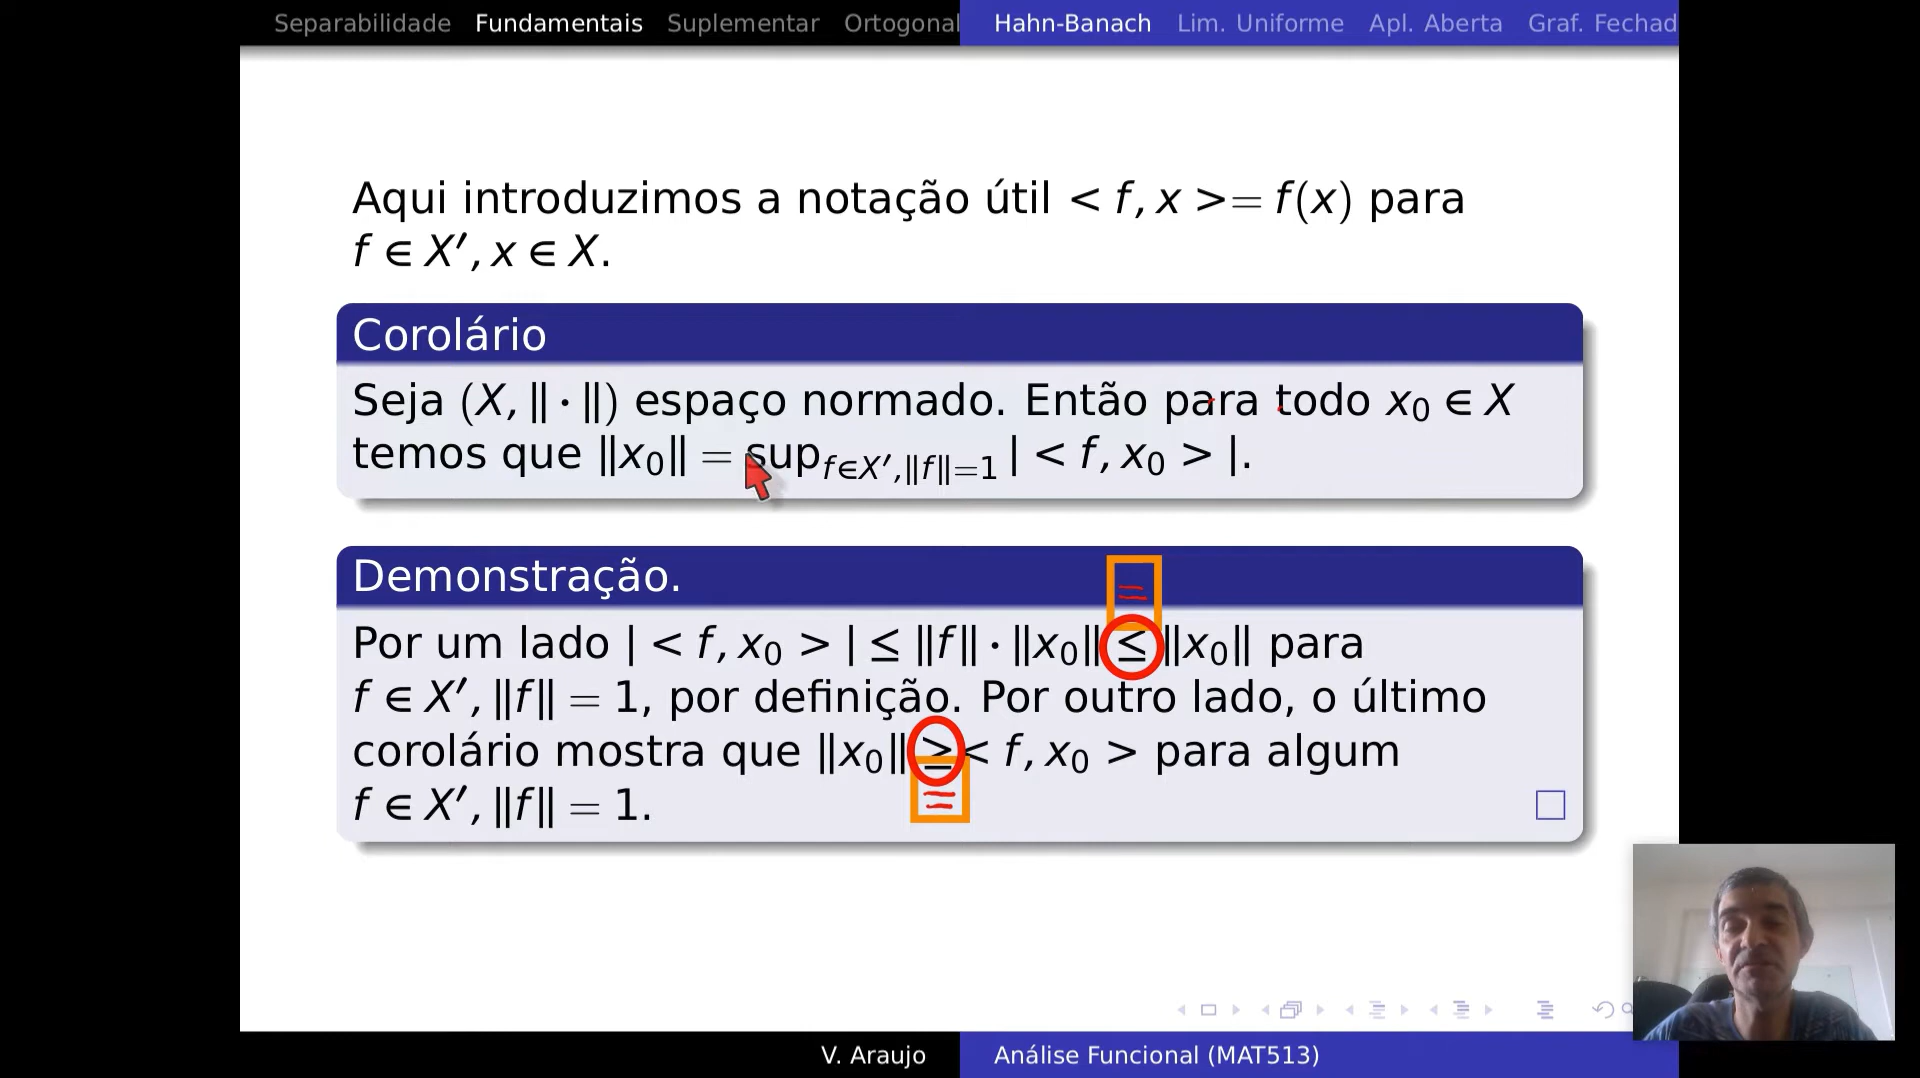 Separabilidade Fundamentais Suplementar Ortogonal Hahn-Banach Lim. Uniforme Apl. Aberta Graf. Fechad
Aqui introduzimos a notação útil < f, x >= f(x) para
f ∈ X′, x ∈ X.
Corolário
Seja (X, ‖ · ‖) espaço normado. Então para todo x₀ ∈ X
temos que ‖x₀‖ = sup_{f∈X′,‖f‖=1} | < f, x₀ > |.
Demonstração.
=
Por um lado | < f, x₀ > | ≤ ‖f‖ · ‖x₀‖ ≤ ‖x₀‖ para
f ∈ X′, ‖f‖ = 1, por definição. Por outro lado, o último
corolário mostra que ‖x₀‖ ≥ < f, x₀ > para algum
=
f ∈ X′, ‖f‖ = 1.
V. Araujo Análise Funcional (MAT513)